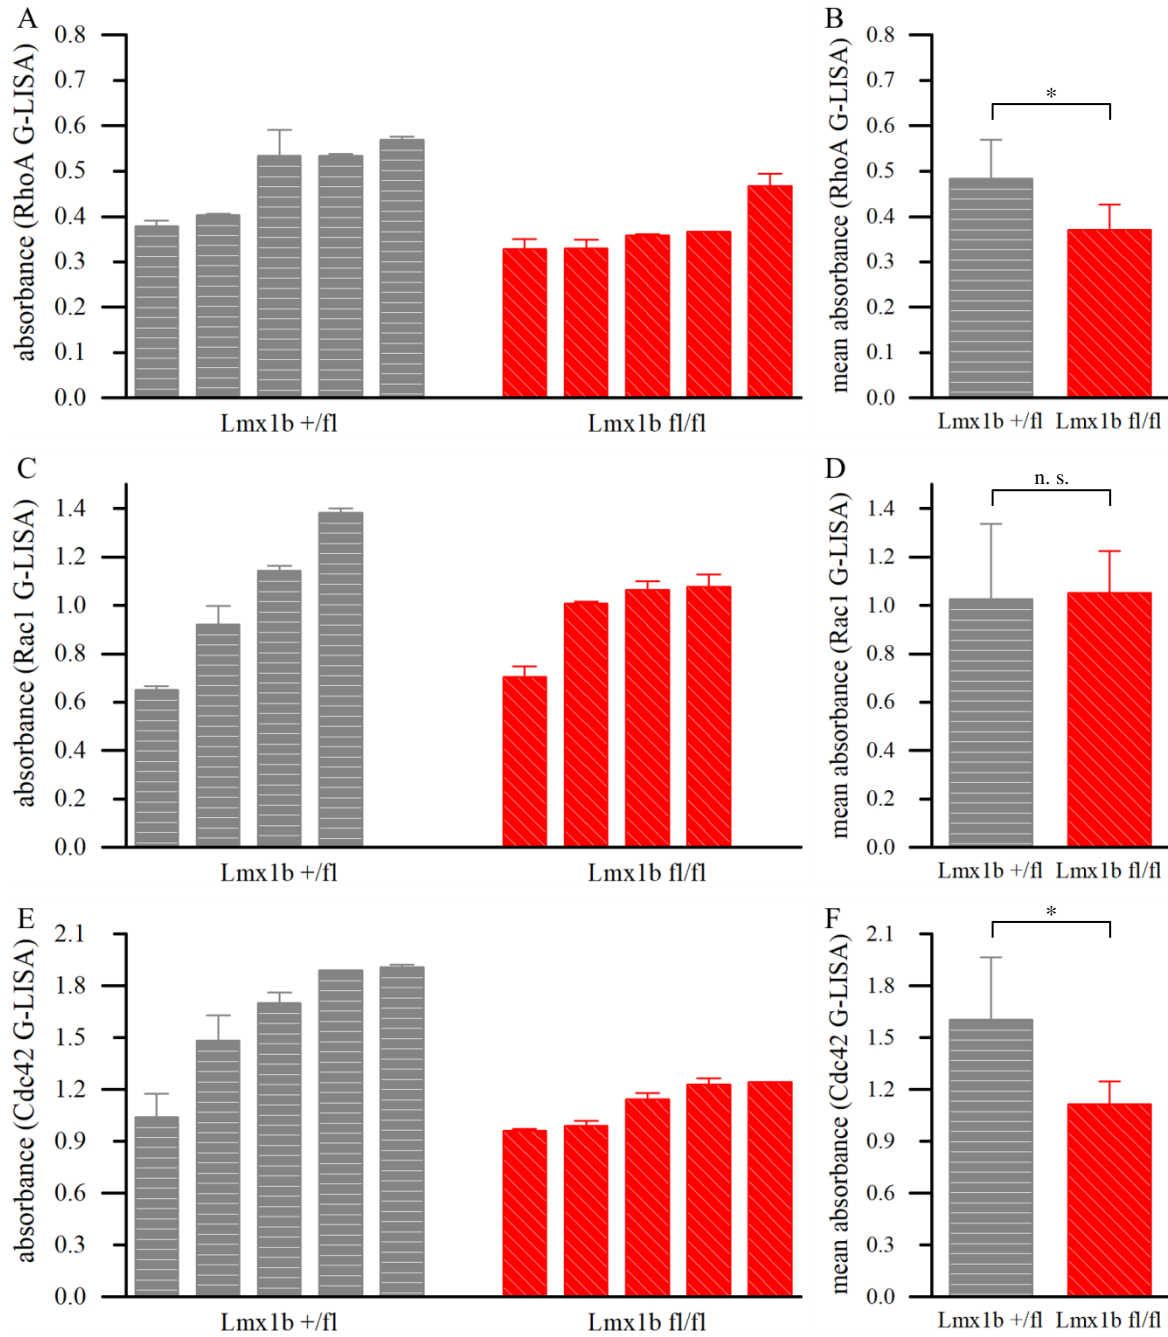 A
absorbance (RhoA G-LISA)
0.8
0.7
0.6
0.5
0.4
0.3
0.2
0.1
0.0
Lmx1b +/fl
Lmx1b fl/fl
B
mean absorbance (RhoA G-LISA)
0.8
0.7
0.6
0.5
0.4
0.3
0.2
0.1
0.0
*
Lmx1b +/fl
Lmx1b fl/fl
C
absorbance (Rac1 G-LISA)
1.4
1.2
1.0
0.8
0.6
0.4
0.2
0.0
Lmx1b +/fl
Lmx1b fl/fl
D
mean absorbance (Rac1 G-LISA)
1.4
1.2
1.0
0.8
0.6
0.4
0.2
0.0
n. s.
Lmx1b +/fl
Lmx1b fl/fl
E
absorbance (Cdc42 G-LISA)
2.1
1.8
1.5
1.2
0.9
0.6
0.3
0.0
Lmx1b +/fl
Lmx1b fl/fl
F
mean absorbance (Cdc42 G-LISA)
2.1
1.8
1.5
1.2
0.9
0.6
0.3
0.0
*
Lmx1b +/fl
Lmx1b fl/fl